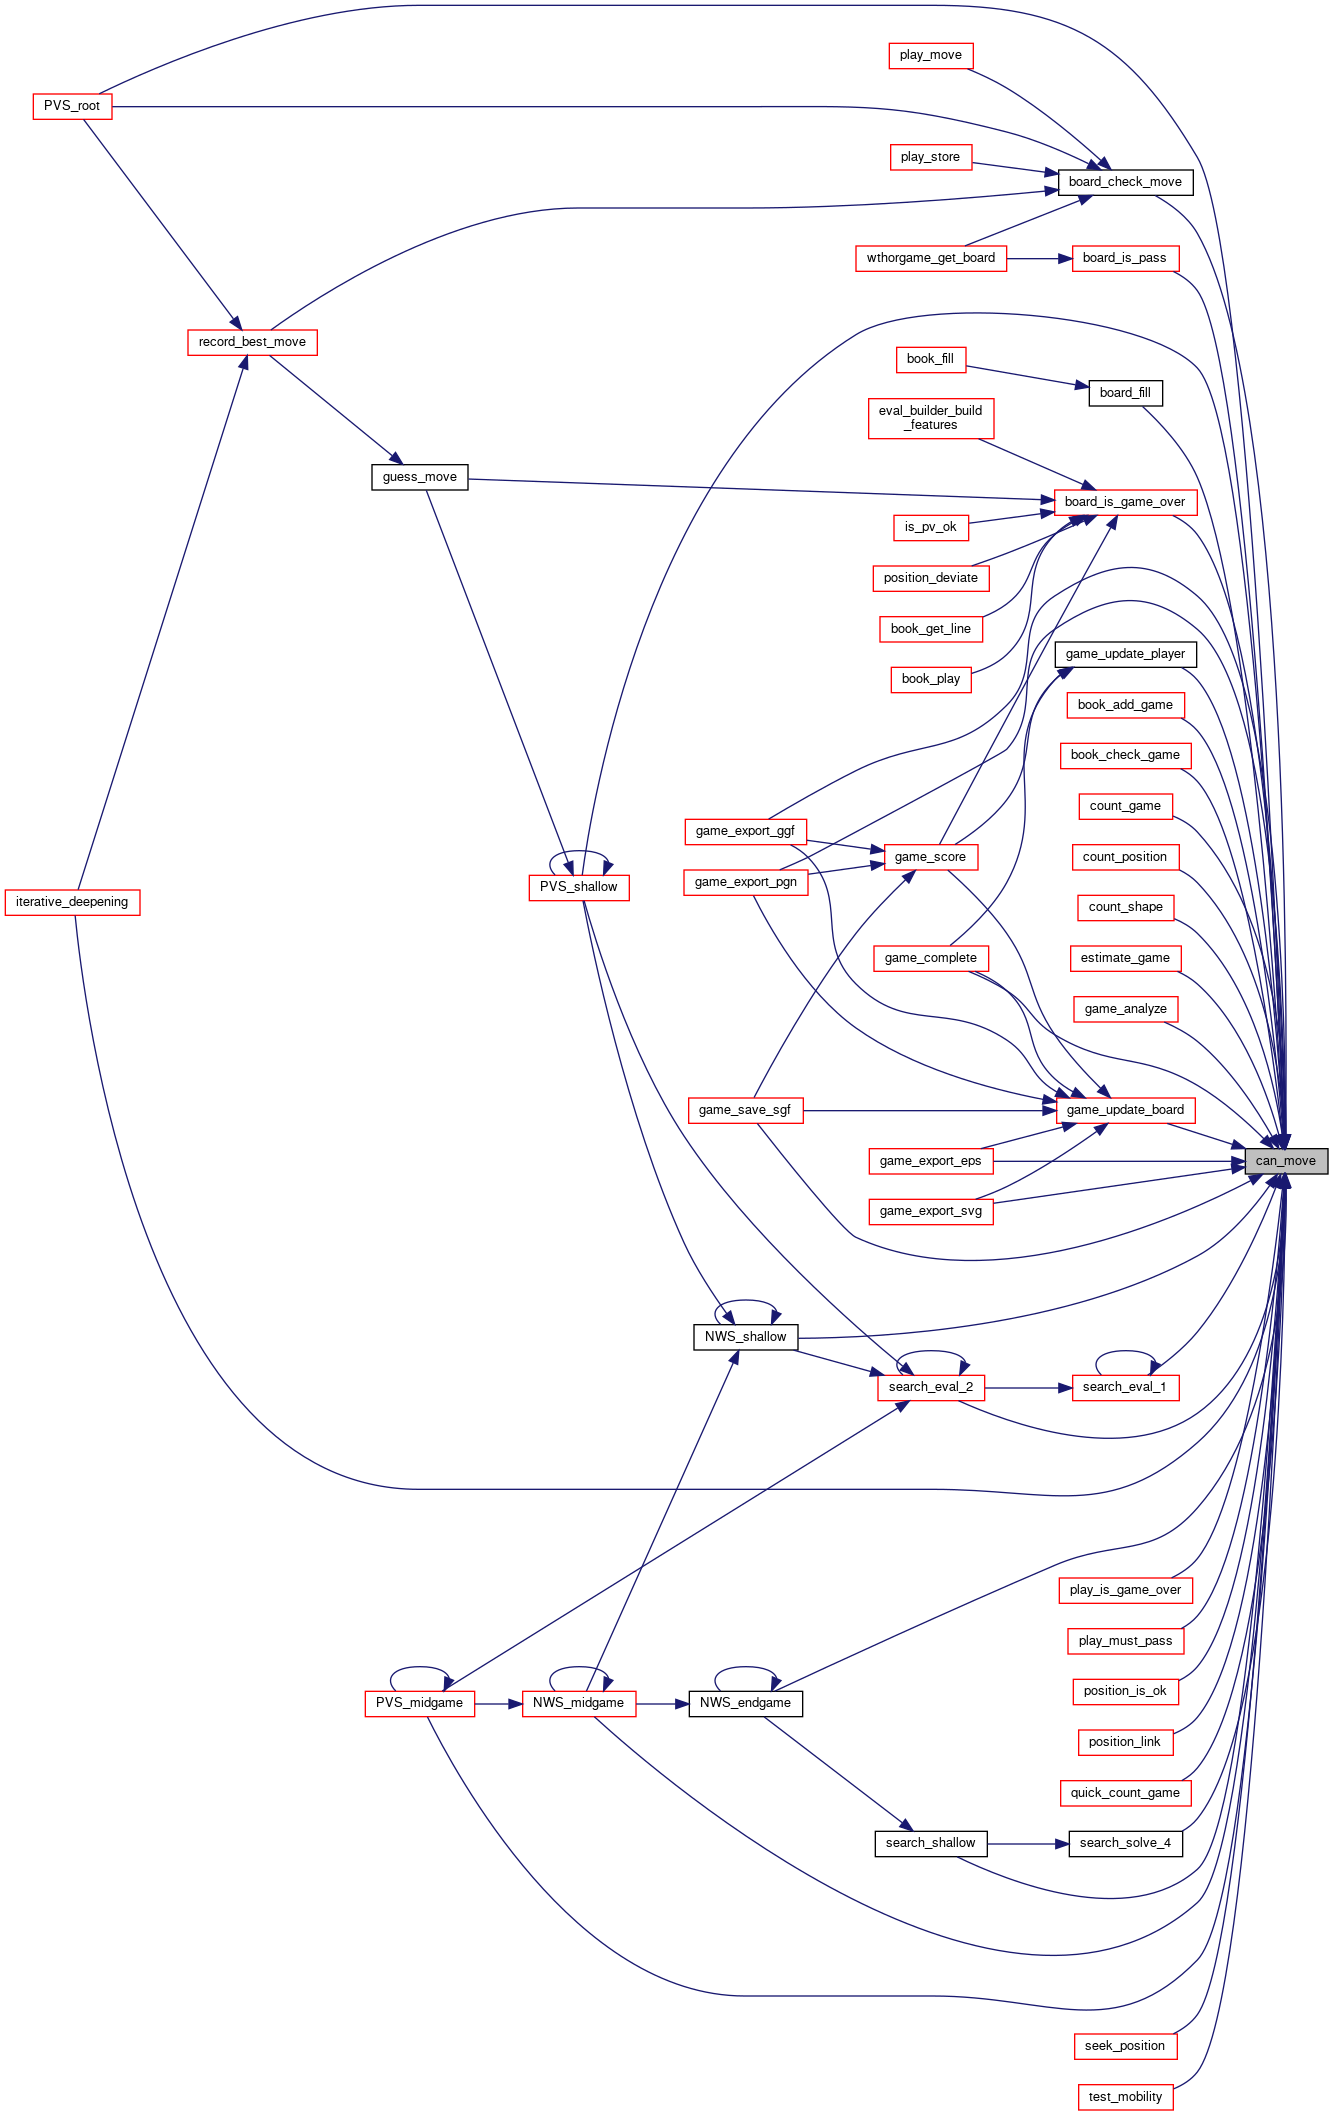 play_move
PVS_root
play_store
board_check_move
wthorgame_get_board
board_is_pass
record_best_move
book_fill
board_fill
eval_builder_build
_features
guess_move
board_is_game_over
is_pv_ok
position_deviate
book_get_line
game_update_player
book_play
book_add_game
book_check_game
count_game
game_export_ggf
game_score
count_position
game_export_pgn
PVS_shallow
iterative_deepening
count_shape
game_complete
estimate_game
game_analyze
game_save_sgf
game_update_board
game_export_eps
can_move
game_export_svg
NWS_shallow
search_eval_2
search_eval_1
play_is_game_over
play_must_pass
position_is_ok
PVS_midgame
NWS_midgame
NWS_endgame
position_link
quick_count_game
search_shallow
search_solve_4
seek_position
test_mobility